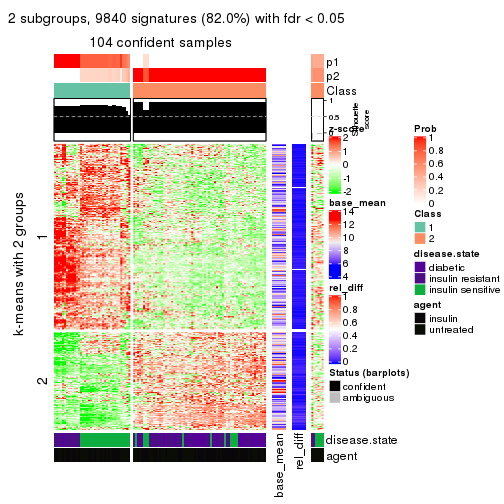 2 subgroups, 9840 signatures (82.0%) with fdr < 0.05
104 confident samples
p1
p2
Class
1
0.5
0
Silhouette
score
k-means with 2 groups
1
2
z-score
2
1
0
-1
-2
base_mean
14
12
10
8
6
4
rel_diff
1
0.8
0.6
0.4
0.2
0
Status (barplots)
confident
ambiguous
Prob
1
0.8
0.6
0.4
0.2
0
Class
1
2
disease.state
diabetic
insulin resistant
insulin sensitive
agent
insulin
untreated
disease.state
agent
base_mean
rel_diff